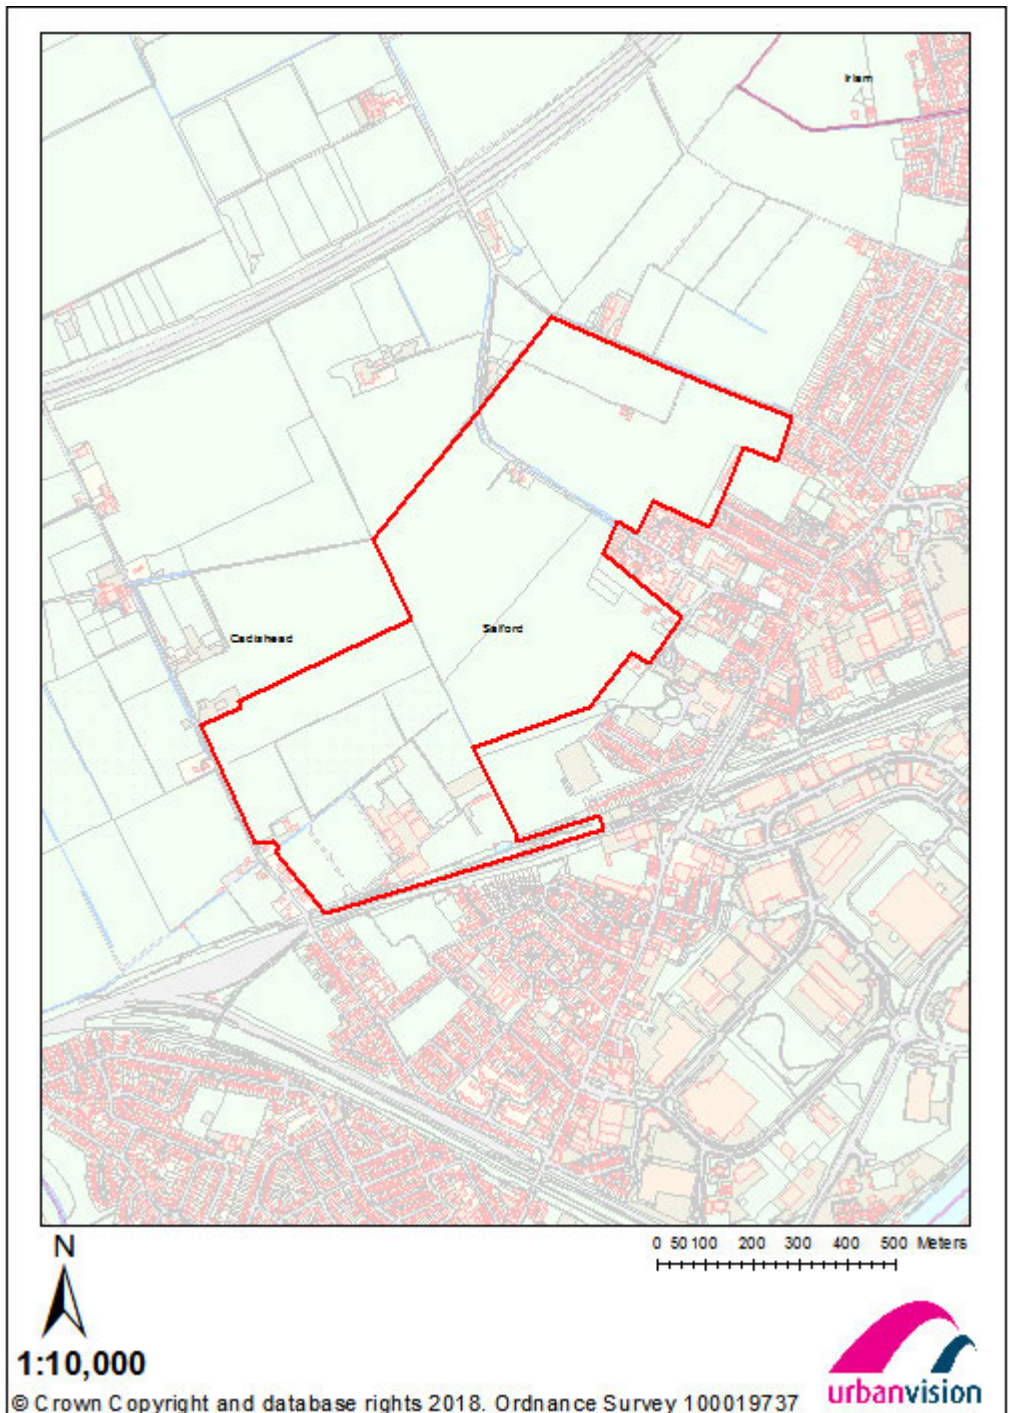 Irlam
Cadishead
Salford
N
0 50 100 200 300 400 500 Meters
1:10,000
urbanvision
© Crown Copyright and database rights 2018. Ordnance Survey 100019737